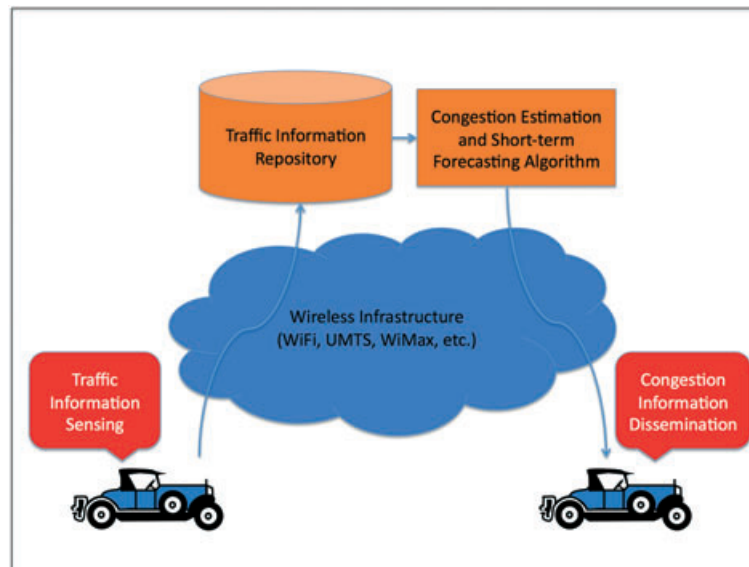 Traffic Information
Repository
Congestion Estimation
and Short-term
Forecasting Algorithm
Wireless Infrastructure
(WiFi, UMTS, WiMax, etc.)
Traffic
Information
Sensing
Congestion
Information
Dissemination